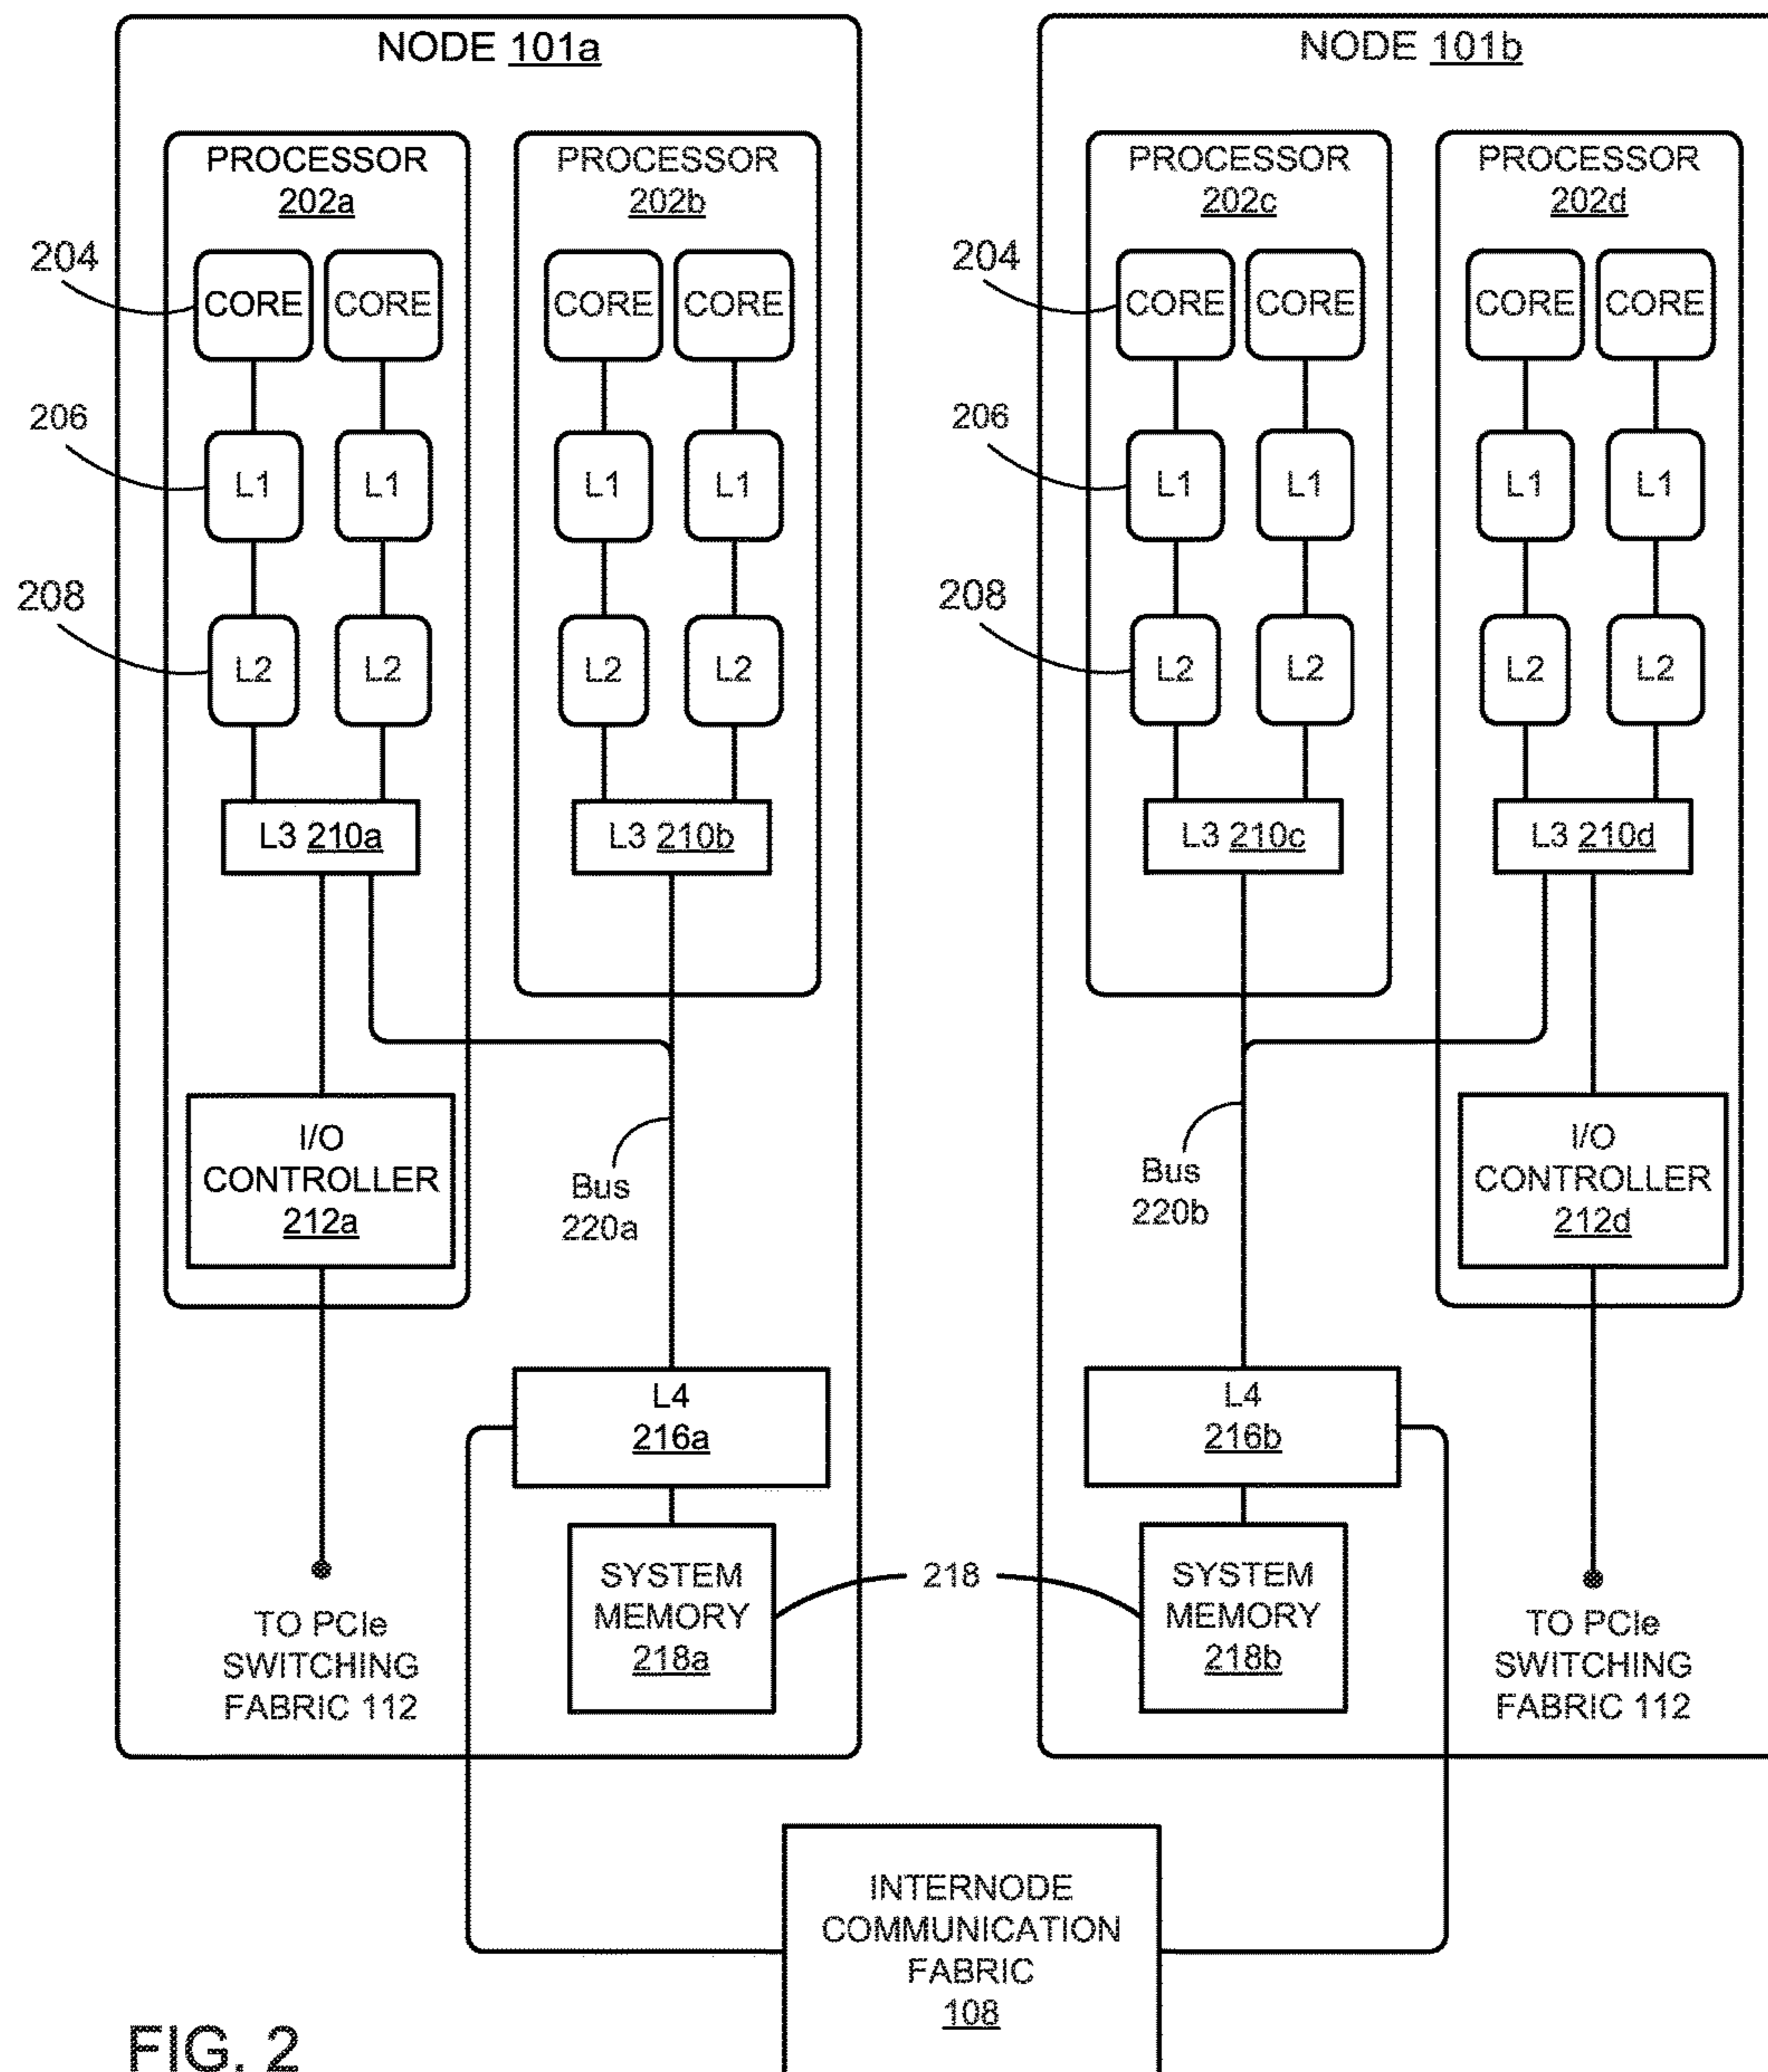 NODE 101a
PROCESSOR
202a
PROCESSOR
202b
204
CORE
CORE
CORE
CORE
206
L1
L1
L1
L1
208
L2
L2
L2
L2
L3 210a
L3 210b
I/O
CONTROLLER
212a
Bus
220a
L4
216a
SYSTEM
MEMORY
218a
TO PCIe
SWITCHING
FABRIC 112
218
NODE 101b
PROCESSOR
202c
PROCESSOR
202d
204
CORE
CORE
CORE
CORE
206
L1
L1
L1
L1
208
L2
L2
L2
L2
L3 210c
L3 210d
Bus
220b
I/O
CONTROLLER
212d
L4
216b
SYSTEM
MEMORY
218b
TO PCIe
SWITCHING
FABRIC 112
INTERNODE
COMMUNICATION
FABRIC
108
FIG. 2